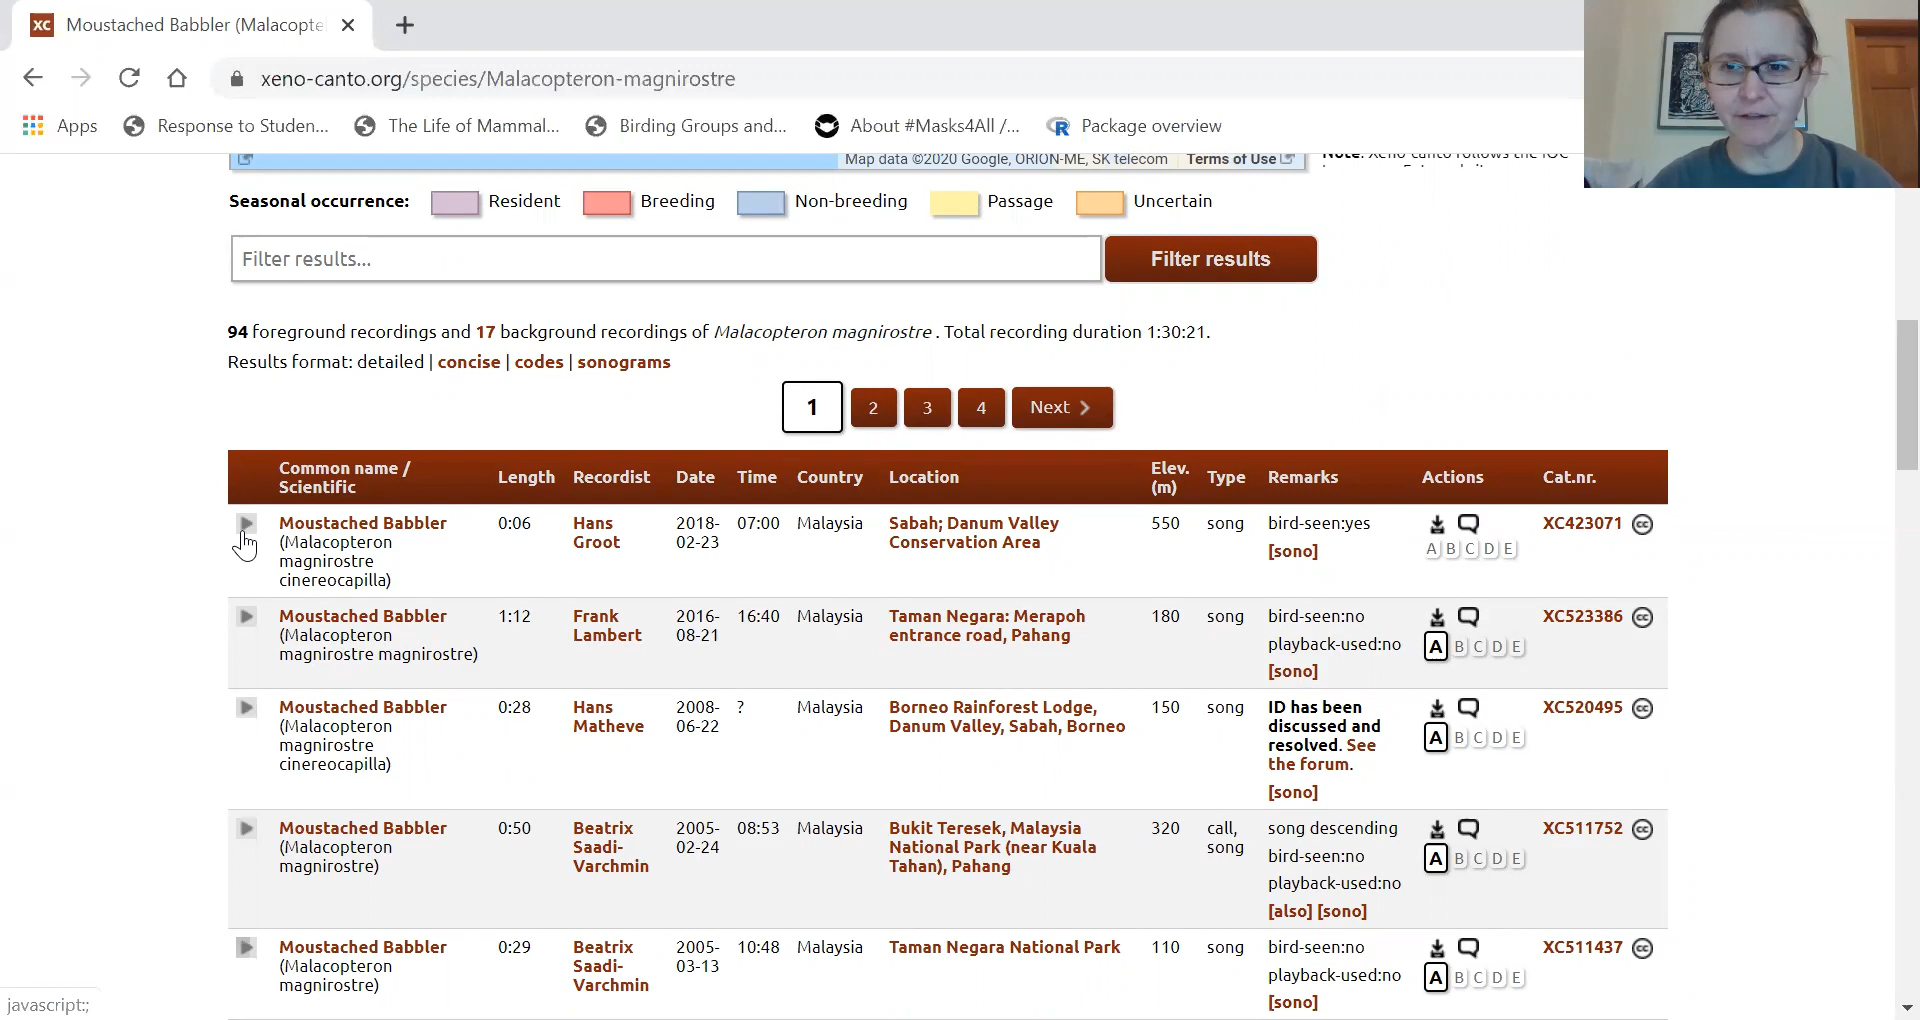 XC Moustached Babbler (Malacopte
xeno-canto.org/species/Malacopteron-magnirostre
Apps Response to Studen... The Life of Mammal... Birding Groups and... About #Masks4All /... R Package overview
Map data ©2020 Google, ORION-ME, SK telecom Terms of Use
Seasonal occurrence: Resident Breeding Non-breeding Passage Uncertain
Filter results... Filter results
94 foreground recordings and 17 background recordings of Malacopteron magnirostre . Total recording duration 1:30:21.
Results format: detailed | concise | codes | sonograms
1 2 3 4 Next
Common name / Scientific Length Recordist Date Time Country Location Elev. (m) Type Remarks Actions Cat.nr.
Moustached Babbler 0:06 Hans 2018- 07:00 Malaysia Sabah; Danum Valley 550 song bird-seen:yes XC423071 cc
(Malacopteron Groot 02-23 Conservation Area [sono] A B C D E
magnirostre
cinereocapilla)
Moustached Babbler 1:12 Frank 2016- 16:40 Malaysia Taman Negara: Merapoh 180 song bird-seen:no XC523386 cc
(Malacopteron Lambert 08-21 entrance road, Pahang playback-used:no A B C D E
magnirostre magnirostre) [sono]
Moustached Babbler 0:28 Hans 2008- ? Malaysia Borneo Rainforest Lodge, 150 song ID has been XC520495 cc
(Malacopteron Matheve 06-22 Danum Valley, Sabah, Borneo discussed and A B C D E
magnirostre resolved. See
cinereocapilla) the forum.
[sono]
Moustached Babbler 0:50 Beatrix 2005- 08:53 Malaysia Bukit Teresek, Malaysia 320 call, song descending XC511752 cc
(Malacopteron Saadi- 02-24 National Park (near Kuala song bird-seen:no A B C D E
magnirostre) Varchmin Tahan), Pahang playback-used:no
[also] [sono]
Moustached Babbler 0:29 Beatrix 2005- 10:48 Malaysia Taman Negara National Park 110 song bird-seen:no XC511437 cc
(Malacopteron Saadi- 03-13 playback-used:no A B C D E
magnirostre) Varchmin [sono]
javascript:;